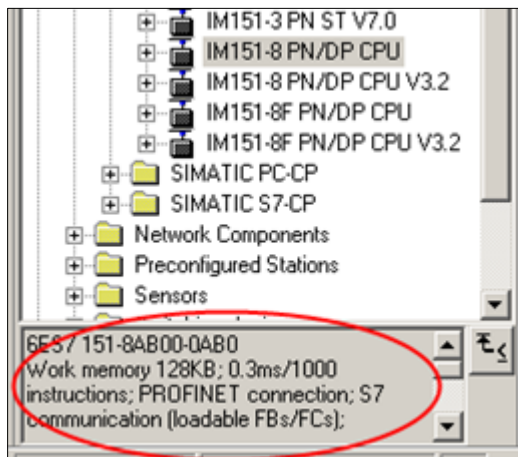 IM151-3 PN ST V7.0
IM151-8 PN/DP CPU
IM151-8 PN/DP CPU V3.2
IM151-8F PN/DP CPU
IM151-8F PN/DP CPU V3.2
SIMATIC PC-CP
SIMATIC S7-CP
Network Components
Preconfigured Stations
Sensors
6ES7 151-8AB00-0AB0
Work memory 128KB; 0.3ms/1000
instructions; PROFINET connection; S7
communication (loadable FBs/FCs);